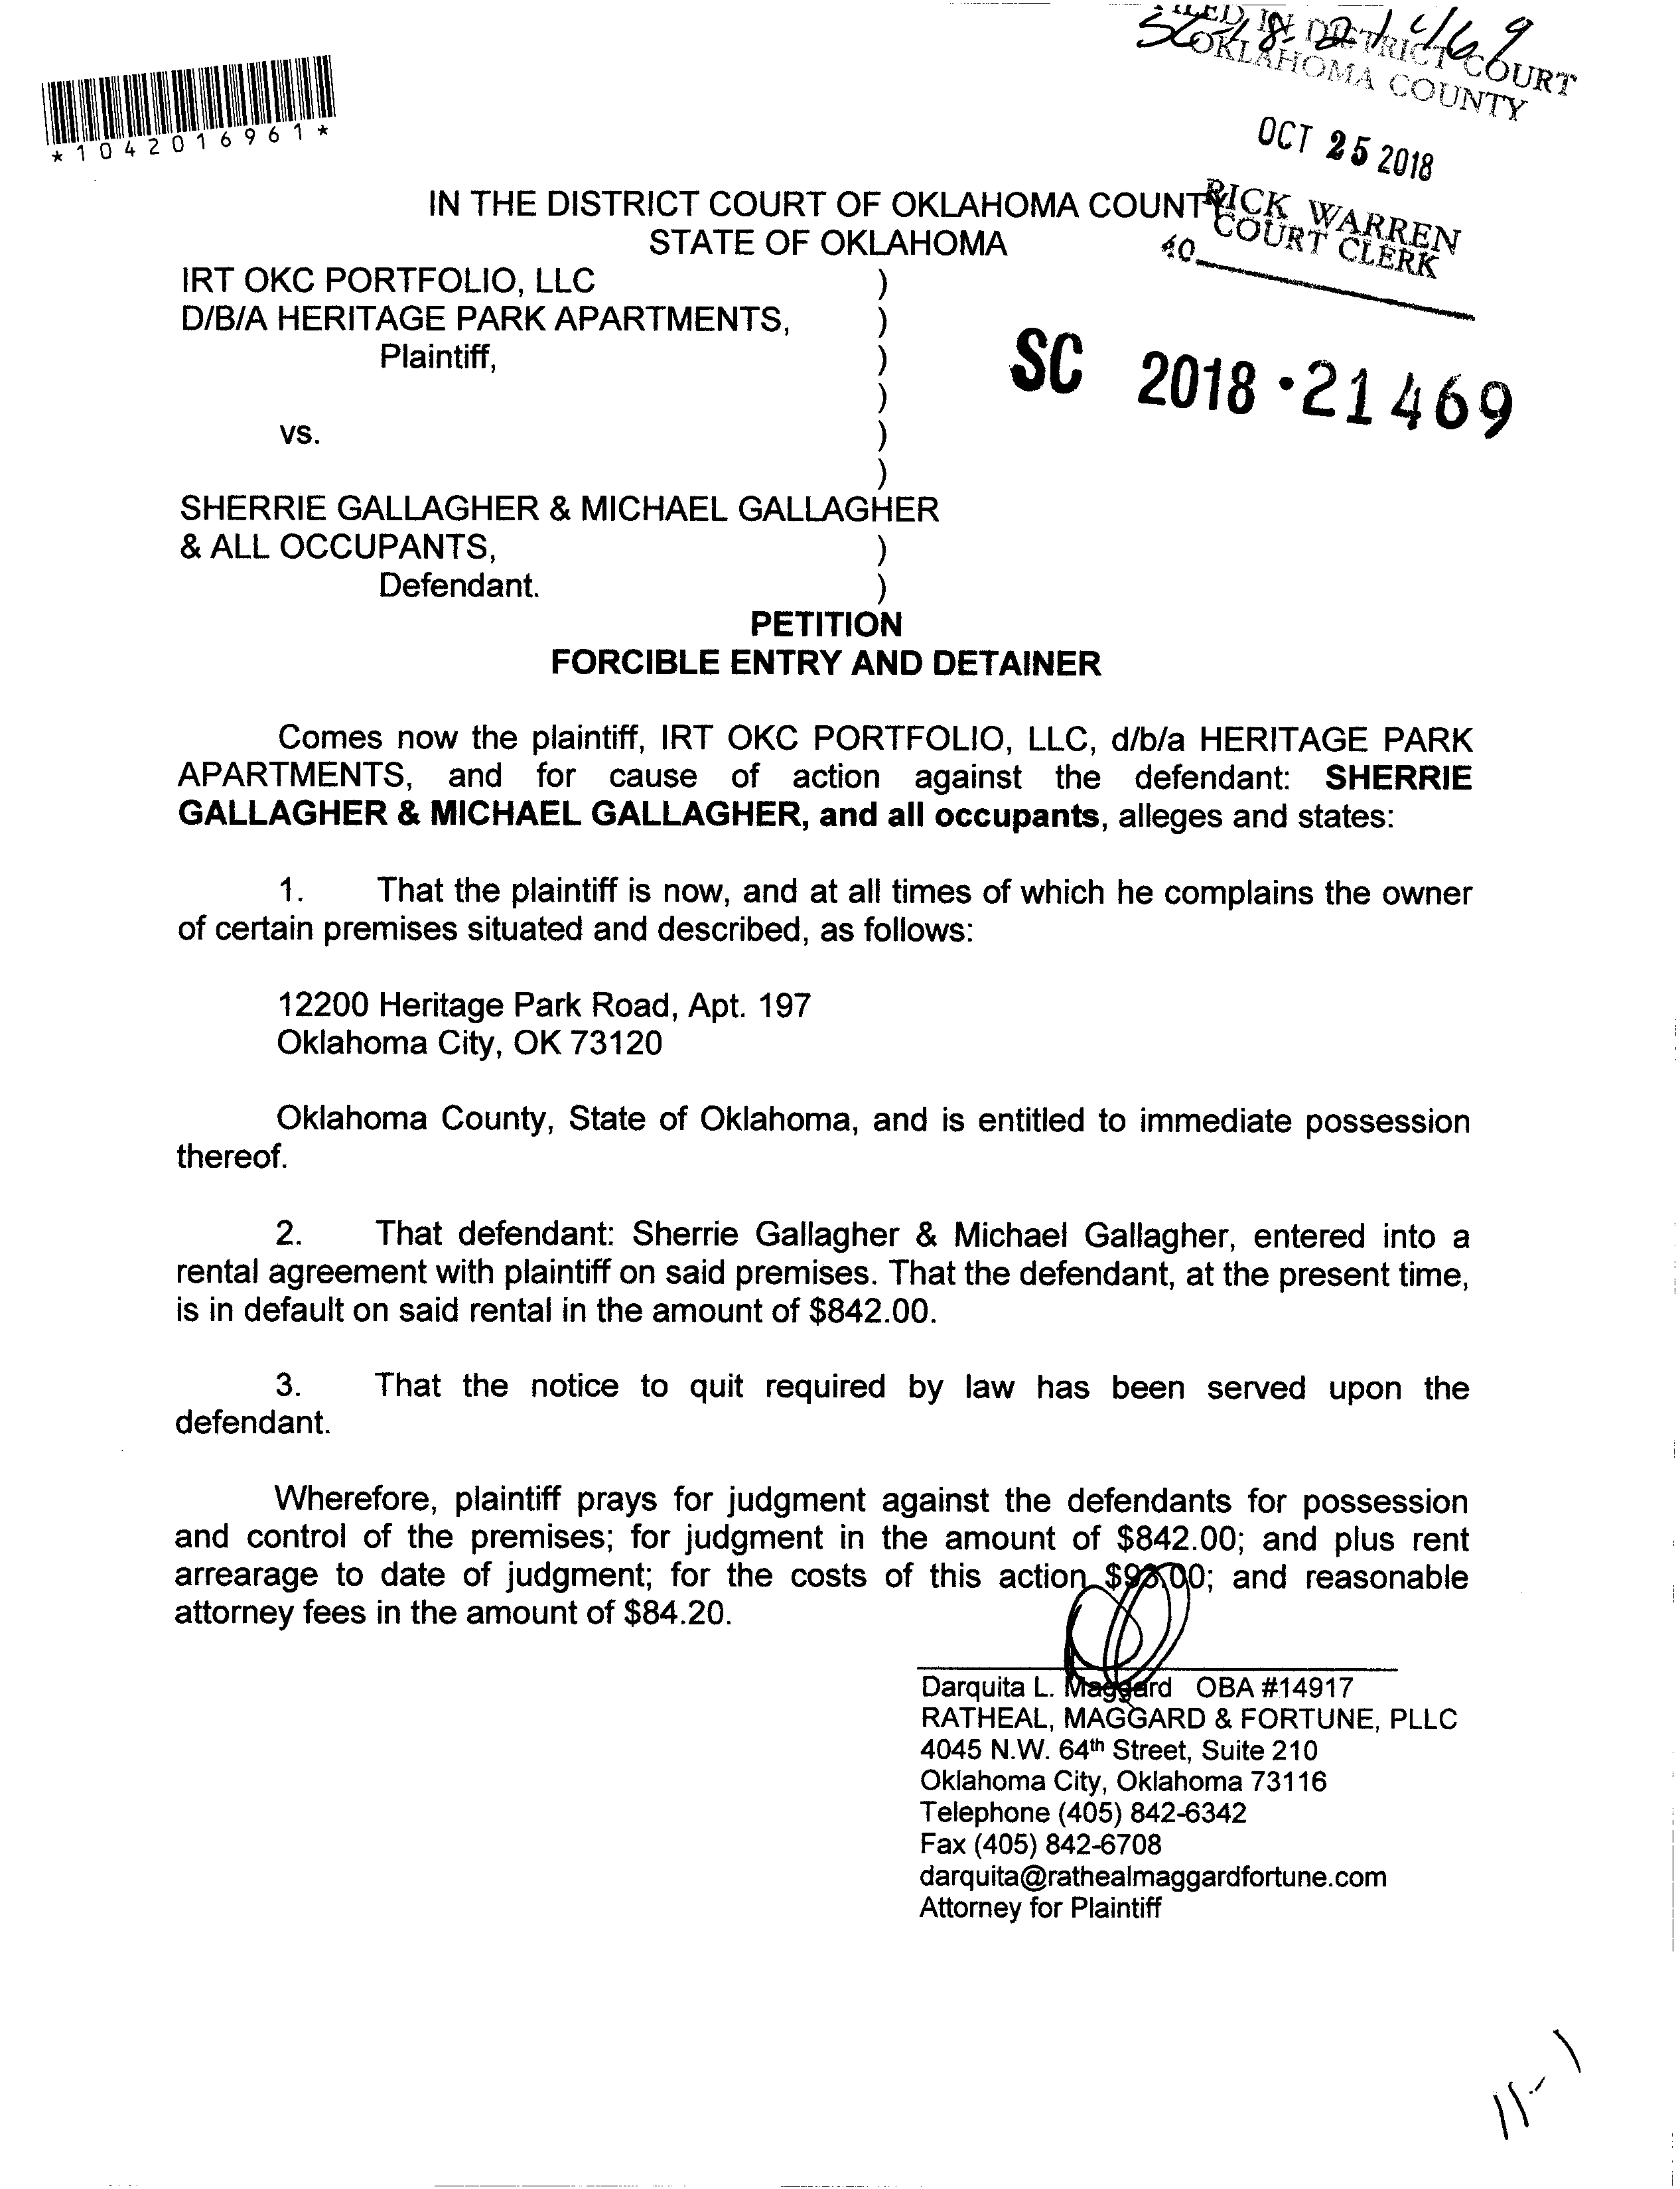 SC-18-21469
FILED IN DISTRICT COURT
OKLAHOMA COUNTY
*1042016961*
OCT 25 2018
RICK WARREN
COURT CLERK
40
IN THE DISTRICT COURT OF OKLAHOMA COUNTY
STATE OF OKLAHOMA
IRT OKC PORTFOLIO, LLC )
D/B/A HERITAGE PARK APARTMENTS, )
Plaintiff, )
)
vs. )
)
SC 2018-21469
SHERRIE GALLAGHER & MICHAEL GALLAGHER
& ALL OCCUPANTS, )
Defendant. )
PETITION
FORCIBLE ENTRY AND DETAINER
Comes now the plaintiff, IRT OKC PORTFOLIO, LLC, d/b/a HERITAGE PARK
APARTMENTS, and for cause of action against the defendant: SHERRIE
GALLAGHER & MICHAEL GALLAGHER, and all occupants, alleges and states:
1. That the plaintiff is now, and at all times of which he complains the owner
of certain premises situated and described, as follows:
12200 Heritage Park Road, Apt. 197
Oklahoma City, OK 73120
Oklahoma County, State of Oklahoma, and is entitled to immediate possession
thereof.
2. That defendant: Sherrie Gallagher & Michael Gallagher, entered into a
rental agreement with plaintiff on said premises. That the defendant, at the present time,
is in default on said rental in the amount of $842.00.
3. That the notice to quit required by law has been served upon the
defendant.
Wherefore, plaintiff prays for judgment against the defendants for possession
and control of the premises; for judgment in the amount of $842.00; and plus rent
arrearage to date of judgment; for the costs of this action and reasonable
attorney fees in the amount of $84.20.
Darquita L. Maggard OBA #14917
RATHEAL, MAGGARD & FORTUNE, PLLC
4045 N.W. 64th Street, Suite 210
Oklahoma City, Oklahoma 73116
Telephone (405) 842-6342
Fax (405) 842-6708
darquita@rathealmaggardfortune.com
Attorney for Plaintiff
11-1